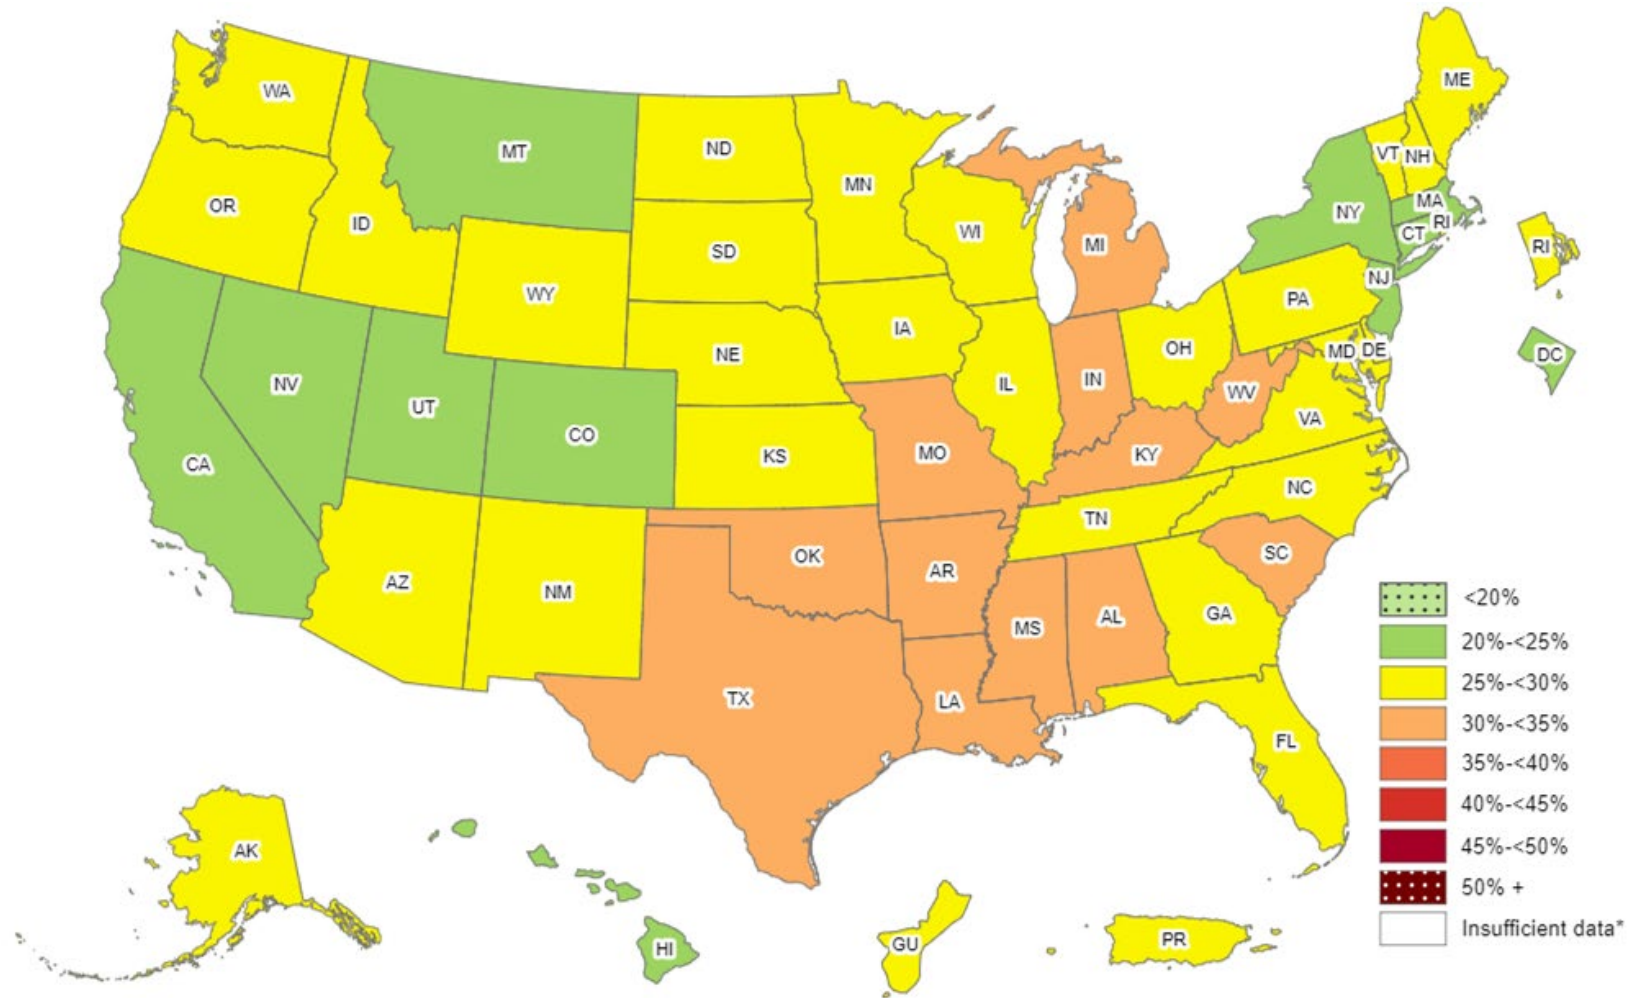 ME
WA
MT
ND
VT
NH
MN
OR
MA
ID
NY
RI
WI
CT
SD
MI
RI
NJ
WY
PA
IA
OH
MD
DE
DC
NE
NV
IN
IL
WV
UT
VA
CO
MO
KY
KS
CA
NC
TN
SC
OK
AR
AZ
NM
<20%
GA
AL
MS
20%-<25%
25%-<30%
TX
LA
30%-<35%
FL
35%-<40%
40%-<45%
AK
45%-<50%
50% +
Insufficient data*
HI
GU
PR